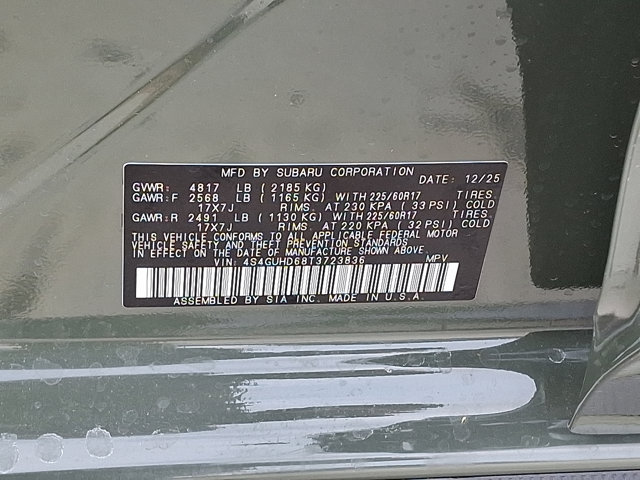 MFD BY SUBARU CORPORATION
DATE: 12/25
GVWR: 4817 LB ( 2185 KG)
GAWR:F 2568 LB ( 1165 KG) WITH 225/60R17 TIRES.
17X7J RIMS. AT 230 KPA ( 33 PSI) COLD
GAWR:R 2491 LB ( 1130 KG) WITH 225/60R17 TIRES.
17X7J RIMS. AT 220 KPA ( 32 PSI) COLD
THIS VEHICLE CONFORMS TO ALL APPLICABLE FEDERAL MOTOR
VEHICLE SAFETY AND THEFT PREVENTION STANDARDS
IN EFFECT ON THE DATE OF MANUFACTURE SHOWN ABOVE.
VIN: 4S4GUHD68T3723836 MPV
ASSEMBLED BY SIA INC. MADE IN U.S.A.